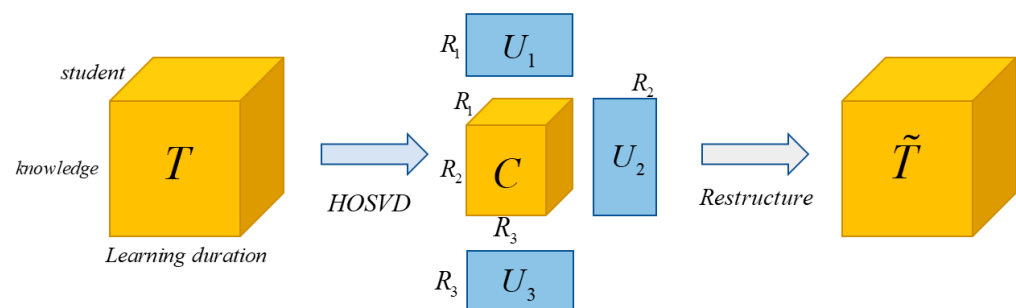 student
knowledge
T
Learning duration
HOSVD
R₁
U₁
R₁
R₂
C
R₃
R₂
U₂
R₃
U₃
Restructure
T̃